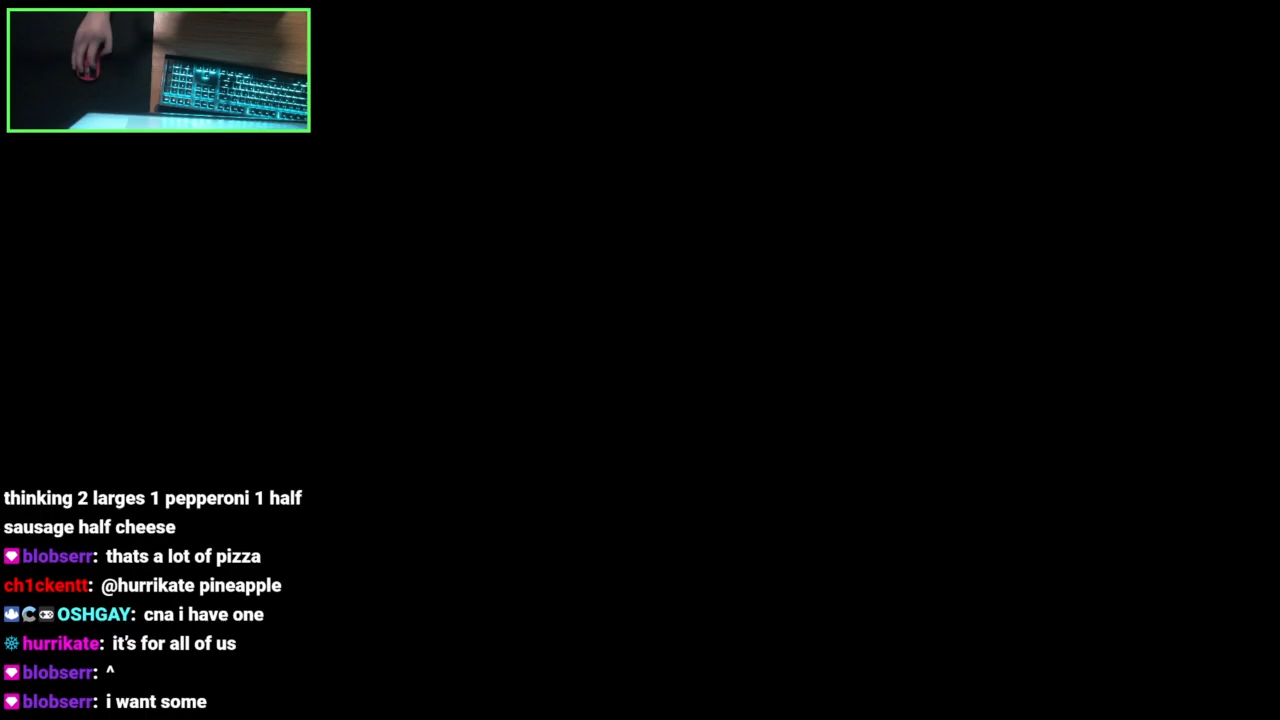 thinking 2 larges 1 pepperoni 1 half
sausage half cheese
blobserr: thats a lot of pizza
ch1ckentt: @hurrikate pineapple
OSHGAY: cna i have one
hurrikate: it’s for all of us
blobserr: ^
blobserr: i want some